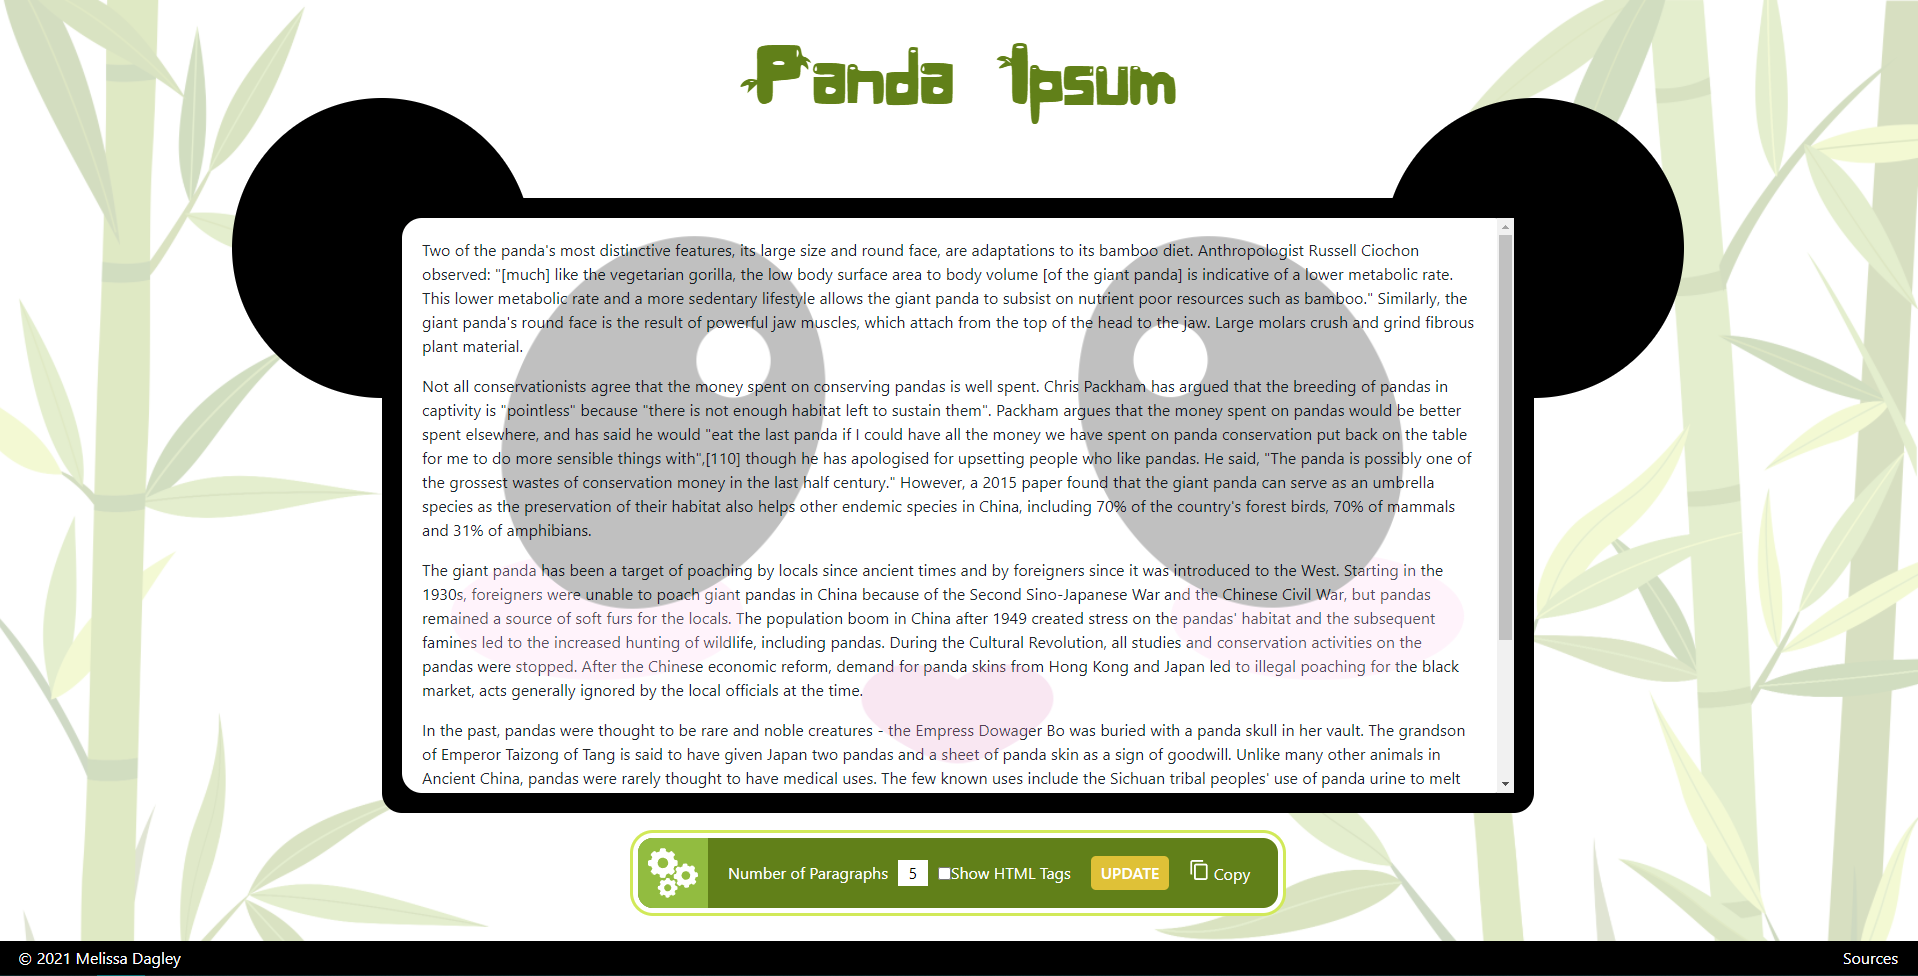 Panda Ipsum
Two of the panda's most distinctive features, its large size and round face, are adaptations to its bamboo diet. Anthropologist Russell Ciochon
observed: "[much] like the vegetarian gorilla, the low body surface area to body volume [of the giant panda] is indicative of a lower metabolic rate.
This lower metabolic rate and a more sedentary lifestyle allows the giant panda to subsist on nutrient poor resources such as bamboo." Similarly, the
giant panda's round face is the result of powerful jaw muscles, which attach from the top of the head to the jaw. Large molars crush and grind fibrous
plant material.
Not all conservationists agree that the money spent on conserving pandas is well spent. Chris Packham has argued that the breeding of pandas in
captivity is "pointless" because "there is not enough habitat left to sustain them". Packham argues that the money spent on pandas would be better
spent elsewhere, and has said he would "eat the last panda if I could have all the money we have spent on panda conservation put back on the table
for me to do more sensible things with",[110] though he has apologised for upsetting people who like pandas. He said, "The panda is possibly one of
the grossest wastes of conservation money in the last half century." However, a 2015 paper found that the giant panda can serve as an umbrella
species as the preservation of their habitat also helps other endemic species in China, including 70% of the country's forest birds, 70% of mammals
and 31% of amphibians.
The giant panda has been a target of poaching by locals since ancient times and by foreigners since it was introduced to the West. Starting in the
1930s, foreigners were unable to poach giant pandas in China because of the Second Sino-Japanese War and the Chinese Civil War, but pandas
remained a source of soft furs for the locals. The population boom in China after 1949 created stress on the pandas' habitat and the subsequent
famines led to the increased hunting of wildlife, including pandas. During the Cultural Revolution, all studies and conservation activities on the
pandas were stopped. After the Chinese economic reform, demand for panda skins from Hong Kong and Japan led to illegal poaching for the black
market, acts generally ignored by the local officials at the time.
In the past, pandas were thought to be rare and noble creatures - the Empress Dowager Bo was buried with a panda skull in her vault. The grandson
of Emperor Taizong of Tang is said to have given Japan two pandas and a sheet of panda skin as a sign of goodwill. Unlike many other animals in
Ancient China, pandas were rarely thought to have medical uses. The few known uses include the Sichuan tribal peoples' use of panda urine to melt
Number of Paragraphs 5 Show HTML Tags UPDATE Copy
© 2021 Melissa Dagley Sources